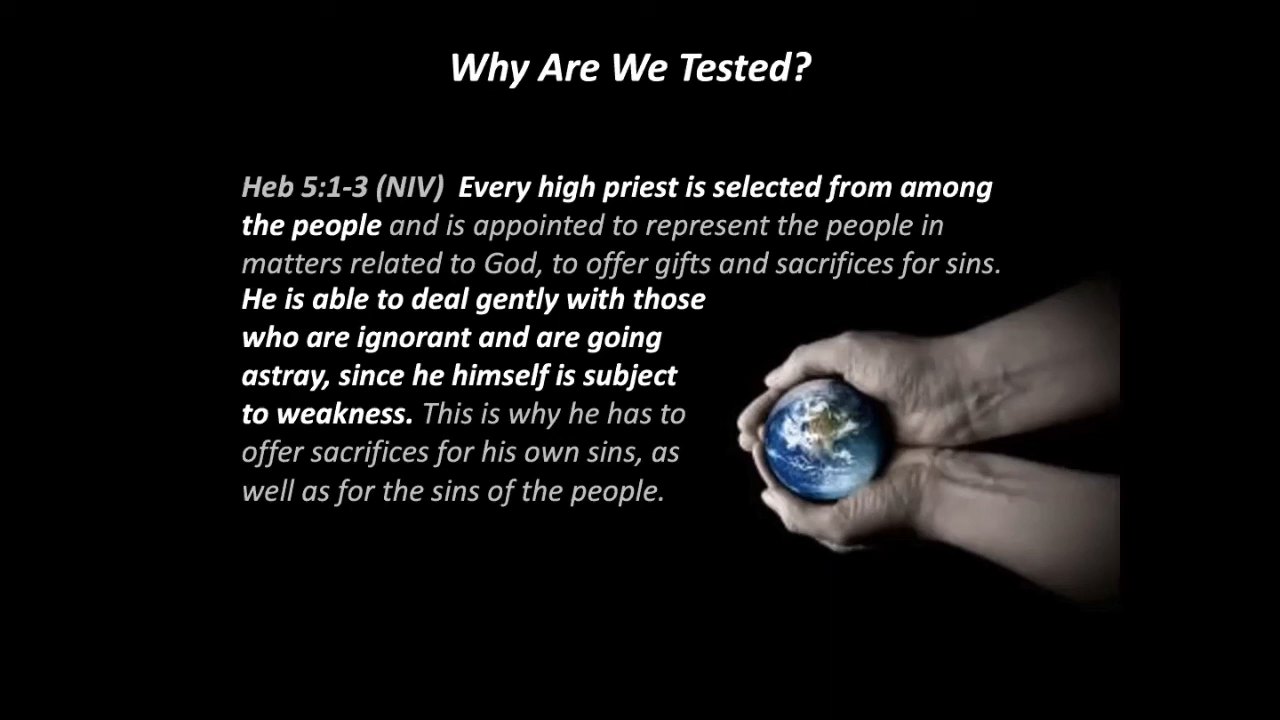 Why Are We Tested?
Heb 5:1-3 (NIV) Every high priest is selected from among
the people and is appointed to represent the people in
matters related to God, to offer gifts and sacrifices for sins.
He is able to deal gently with those
who are ignorant and are going
astray, since he himself is subject
to weakness. This is why he has to
offer sacrifices for his own sins, as
well as for the sins of the people.